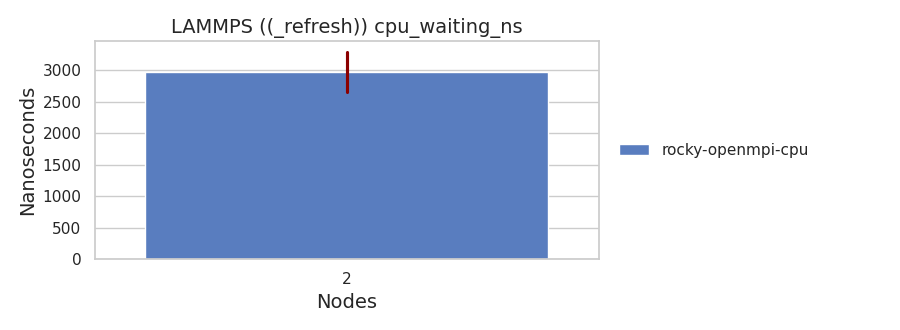 LAMMPS ((_refresh)) cpu_waiting_ns
Nanoseconds
3000
2500
2000
1500
1000
500
0
2
Nodes
rocky-openmpi-cpu